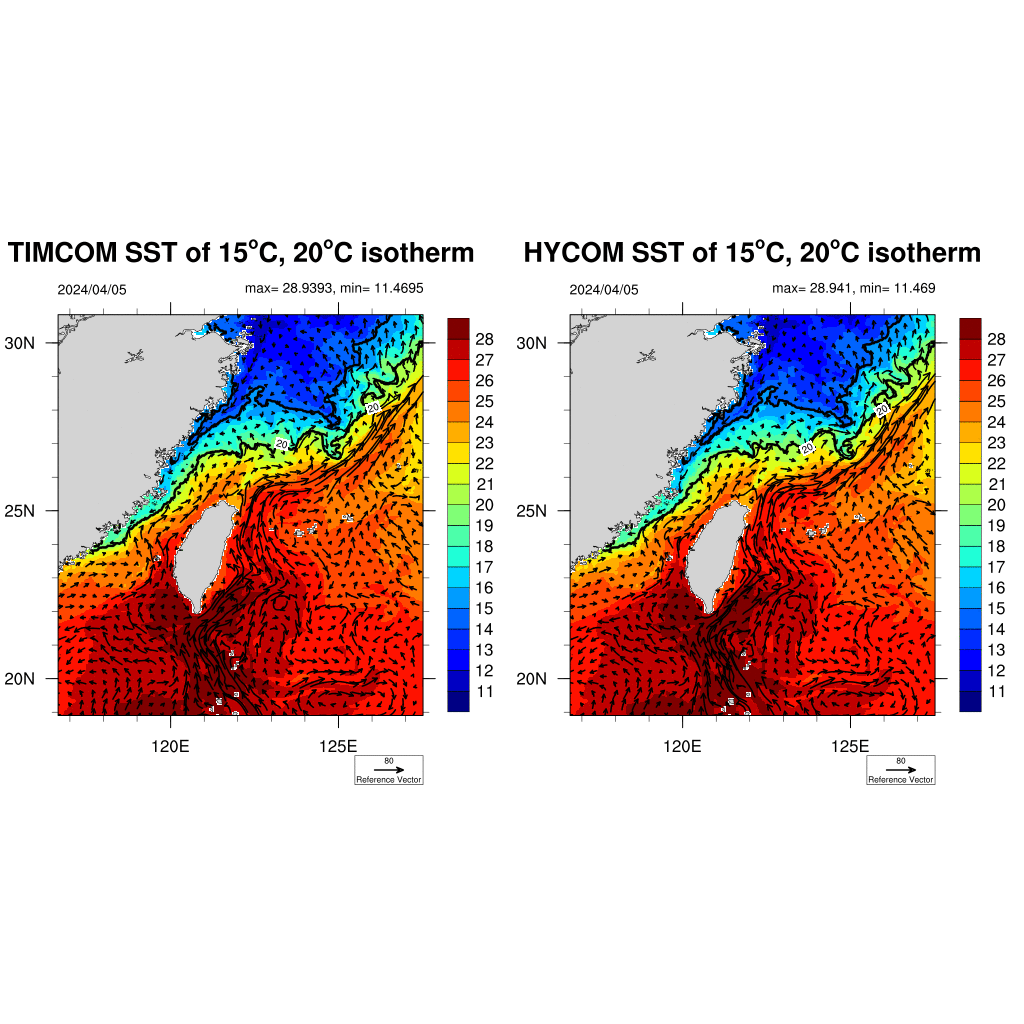 TIMCOM SST of 15°C, 20°C isotherm
2024/04/05
max= 28.9393, min= 11.4695
30N
25N
20N
120E
125E
20
20
28
27
26
25
24
23
22
21
20
19
18
17
16
15
14
13
12
11
80
Reference Vector
HYCOM SST of 15°C, 20°C isotherm
2024/04/05
max= 28.941, min= 11.469
30N
25N
20N
120E
125E
20
20
28
27
26
25
24
23
22
21
20
19
18
17
16
15
14
13
12
11
80
Reference Vector